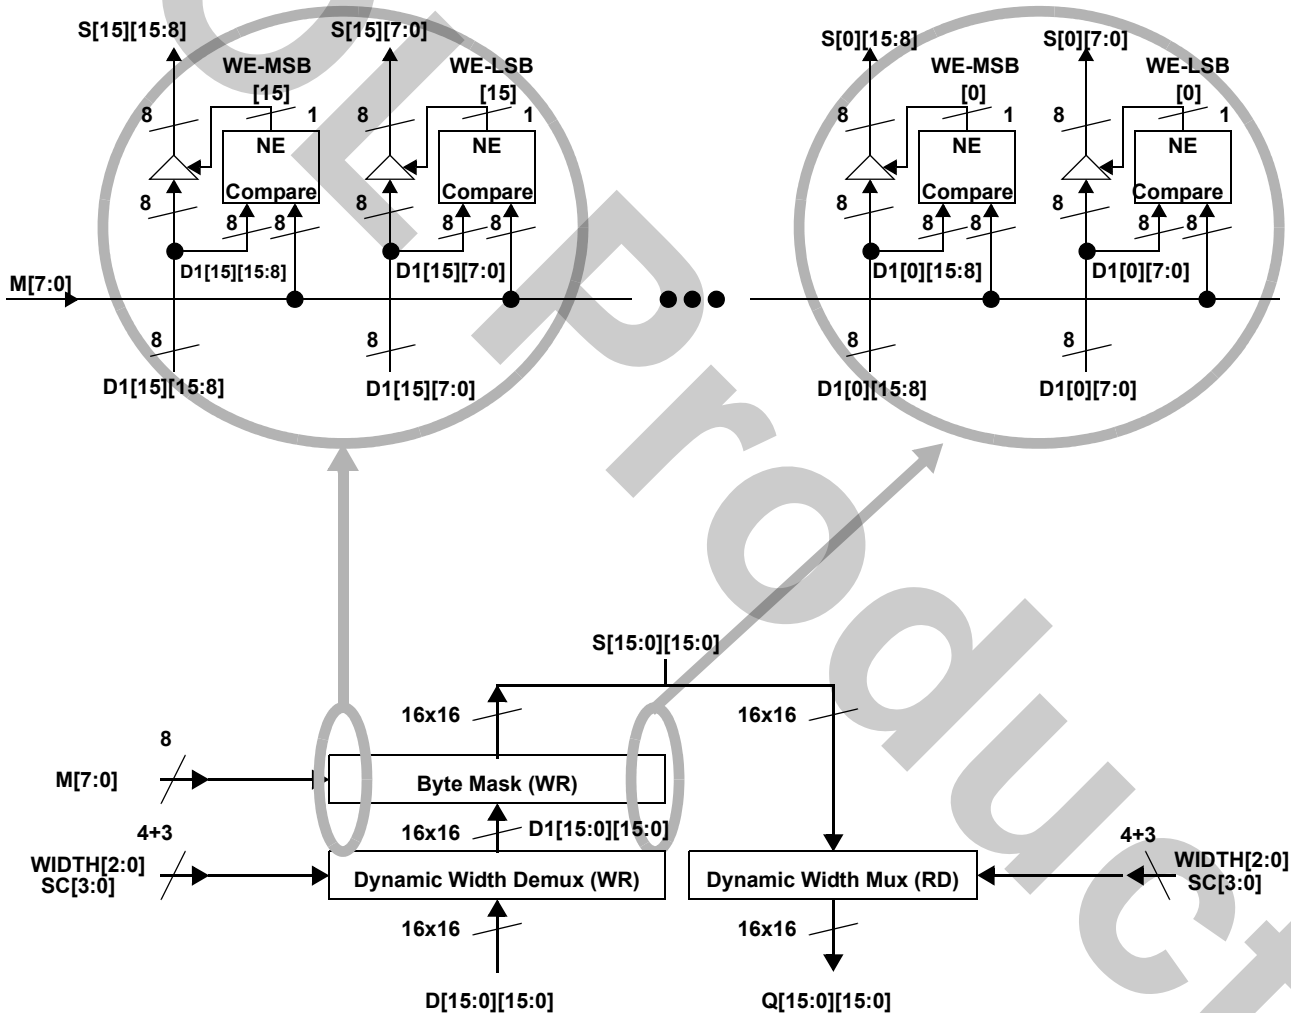 S[15][15:8] S[15][7:0] S[0][15:8] S[0][7:0]
WE-MSB WE-LSB WE-MSB WE-LSB
[15] [15] [0] [0]
8 1 8 1 8 1 8 1
NE NE NE NE
Compare Compare Compare Compare
8 8 8 8
8 8 8 8 8 8 8 8
D1[15][15:8] D1[15][7:0] D1[0][15:8] D1[0][7:0]
M[7:0]
8 8 8 8
D1[15][15:8] D1[15][7:0] D1[0][15:8] D1[0][7:0]
S[15:0][15:0]
16x16 16x16
8
M[7:0] Byte Mask (WR)
4+3 16x16 D1[15:0][15:0] 4+3
WIDTH[2:0] WIDTH[2:0]
SC[3:0] Dynamic Width Demux (WR) Dynamic Width Mux (RD) SC[3:0]
16x16 16x16
D[15:0][15:0] Q[15:0][15:0]
OL Product